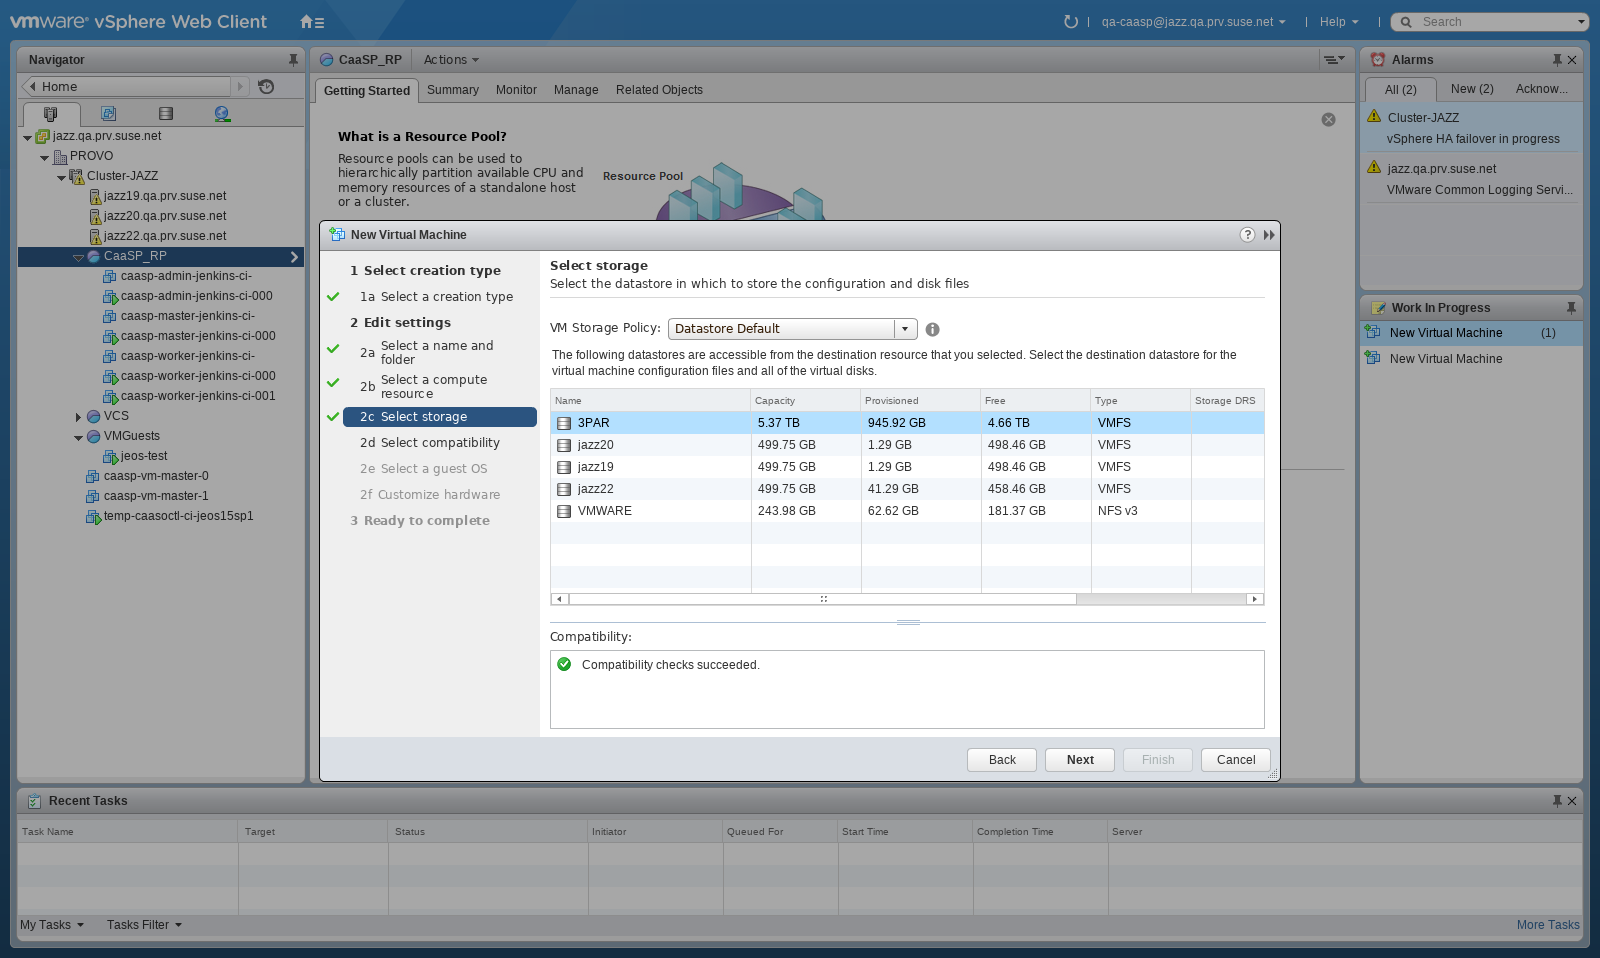 vmware® vSphere Web Client
qa-caasp@jazz.qa.prv.suse.net
Help
Search
Navigator
Home
jazz.qa.prv.suse.net
PROVO
Cluster-JAZZ
jazz19.qa.prv.suse.net
jazz20.qa.prv.suse.net
jazz22.qa.prv.suse.net
CaaSP_RP
caasp-admin-jenkins-ci-
caasp-admin-jenkins-ci-000
caasp-master-jenkins-ci-
caasp-master-jenkins-ci-000
caasp-worker-jenkins-ci-
caasp-worker-jenkins-ci-000
caasp-worker-jenkins-ci-001
VCS
VMGuests
jeos-test
caasp-vm-master-0
caasp-vm-master-1
temp-caasoctl-ci-jeos15sp1
CaaSP_RP Actions
Getting Started Summary Monitor Manage Related Objects
What is a Resource Pool?
Resource pools can be used to
hierarchically partition available CPU and
memory resources of a standalone host
or a cluster.
Resource Pool
New Virtual Machine
1 Select creation type
1a Select a creation type
2 Edit settings
2a Select a name and
folder
2b Select a compute
resource
2c Select storage
2d Select compatibility
2e Select a guest OS
2f Customize hardware
3 Ready to complete
Select storage
Select the datastore in which to store the configuration and disk files
VM Storage Policy: Datastore Default
The following datastores are accessible from the destination resource that you selected. Select the destination datastore for the
virtual machine configuration files and all of the virtual disks.
Name Capacity Provisioned Free Type Storage DRS
3PAR 5.37 TB 945.92 GB 4.66 TB VMFS
jazz20 499.75 GB 1.29 GB 498.46 GB VMFS
jazz19 499.75 GB 1.29 GB 498.46 GB VMFS
jazz22 499.75 GB 41.29 GB 458.46 GB VMFS
VMWARE 243.98 GB 62.62 GB 181.37 GB NFS v3
Compatibility:
Compatibility checks succeeded.
Back Next Finish Cancel
Alarms
All (2) New (2) Acknow...
Cluster-JAZZ
vSphere HA failover in progress
jazz.qa.prv.suse.net
VMware Common Logging Servi...
Work In Progress
New Virtual Machine (1)
New Virtual Machine
Recent Tasks
Task Name Target Status Initiator Queued For Start Time Completion Time Server
My Tasks Tasks Filter More Tasks